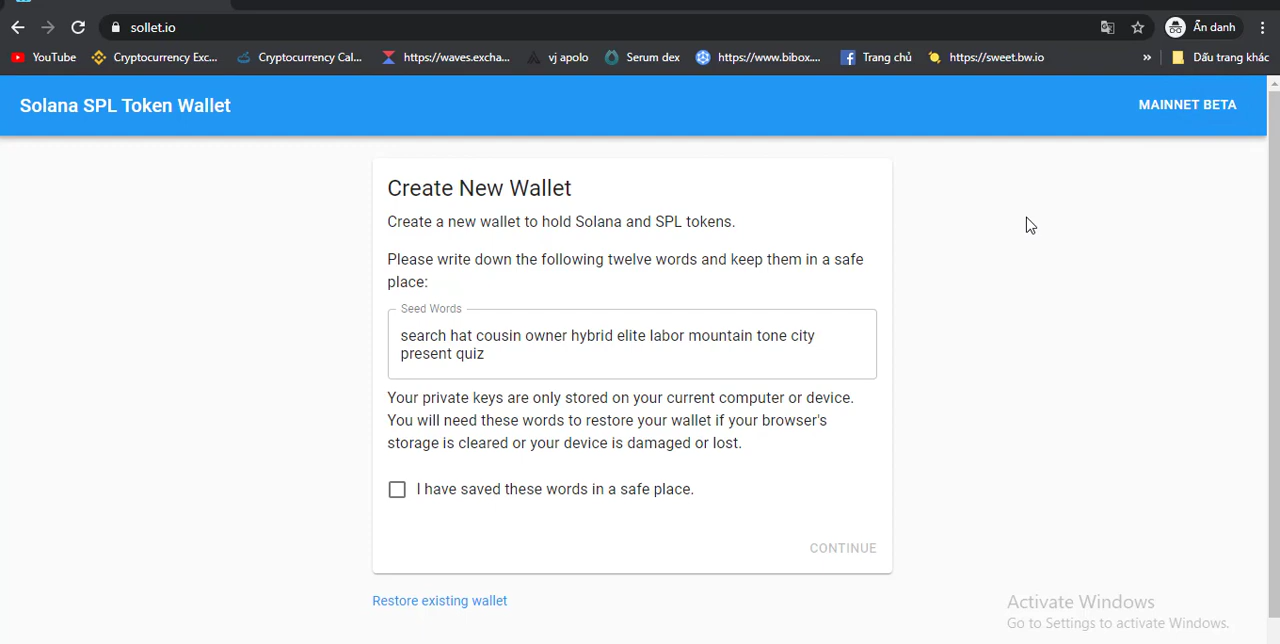 sollet.io
Ẩn danh
YouTube
Cryptocurrency Exc...
Cryptocurrency Cal...
https://waves.excha...
vj apolo
Serum dex
https://www.bibox....
Trang chủ
https://sweet.bw.io
»
Dấu trang khác
Solana SPL Token Wallet
MAINNET BETA
Create New Wallet
Create a new wallet to hold Solana and SPL tokens.
Please write down the following twelve words and keep them in a safe
place:
Seed Words
search hat cousin owner hybrid elite labor mountain tone city
present quiz
Your private keys are only stored on your current computer or device.
You will need these words to restore your wallet if your browser's
storage is cleared or your device is damaged or lost.
I have saved these words in a safe place.
CONTINUE
Restore existing wallet
Activate Windows
Go to Settings to activate Windows.